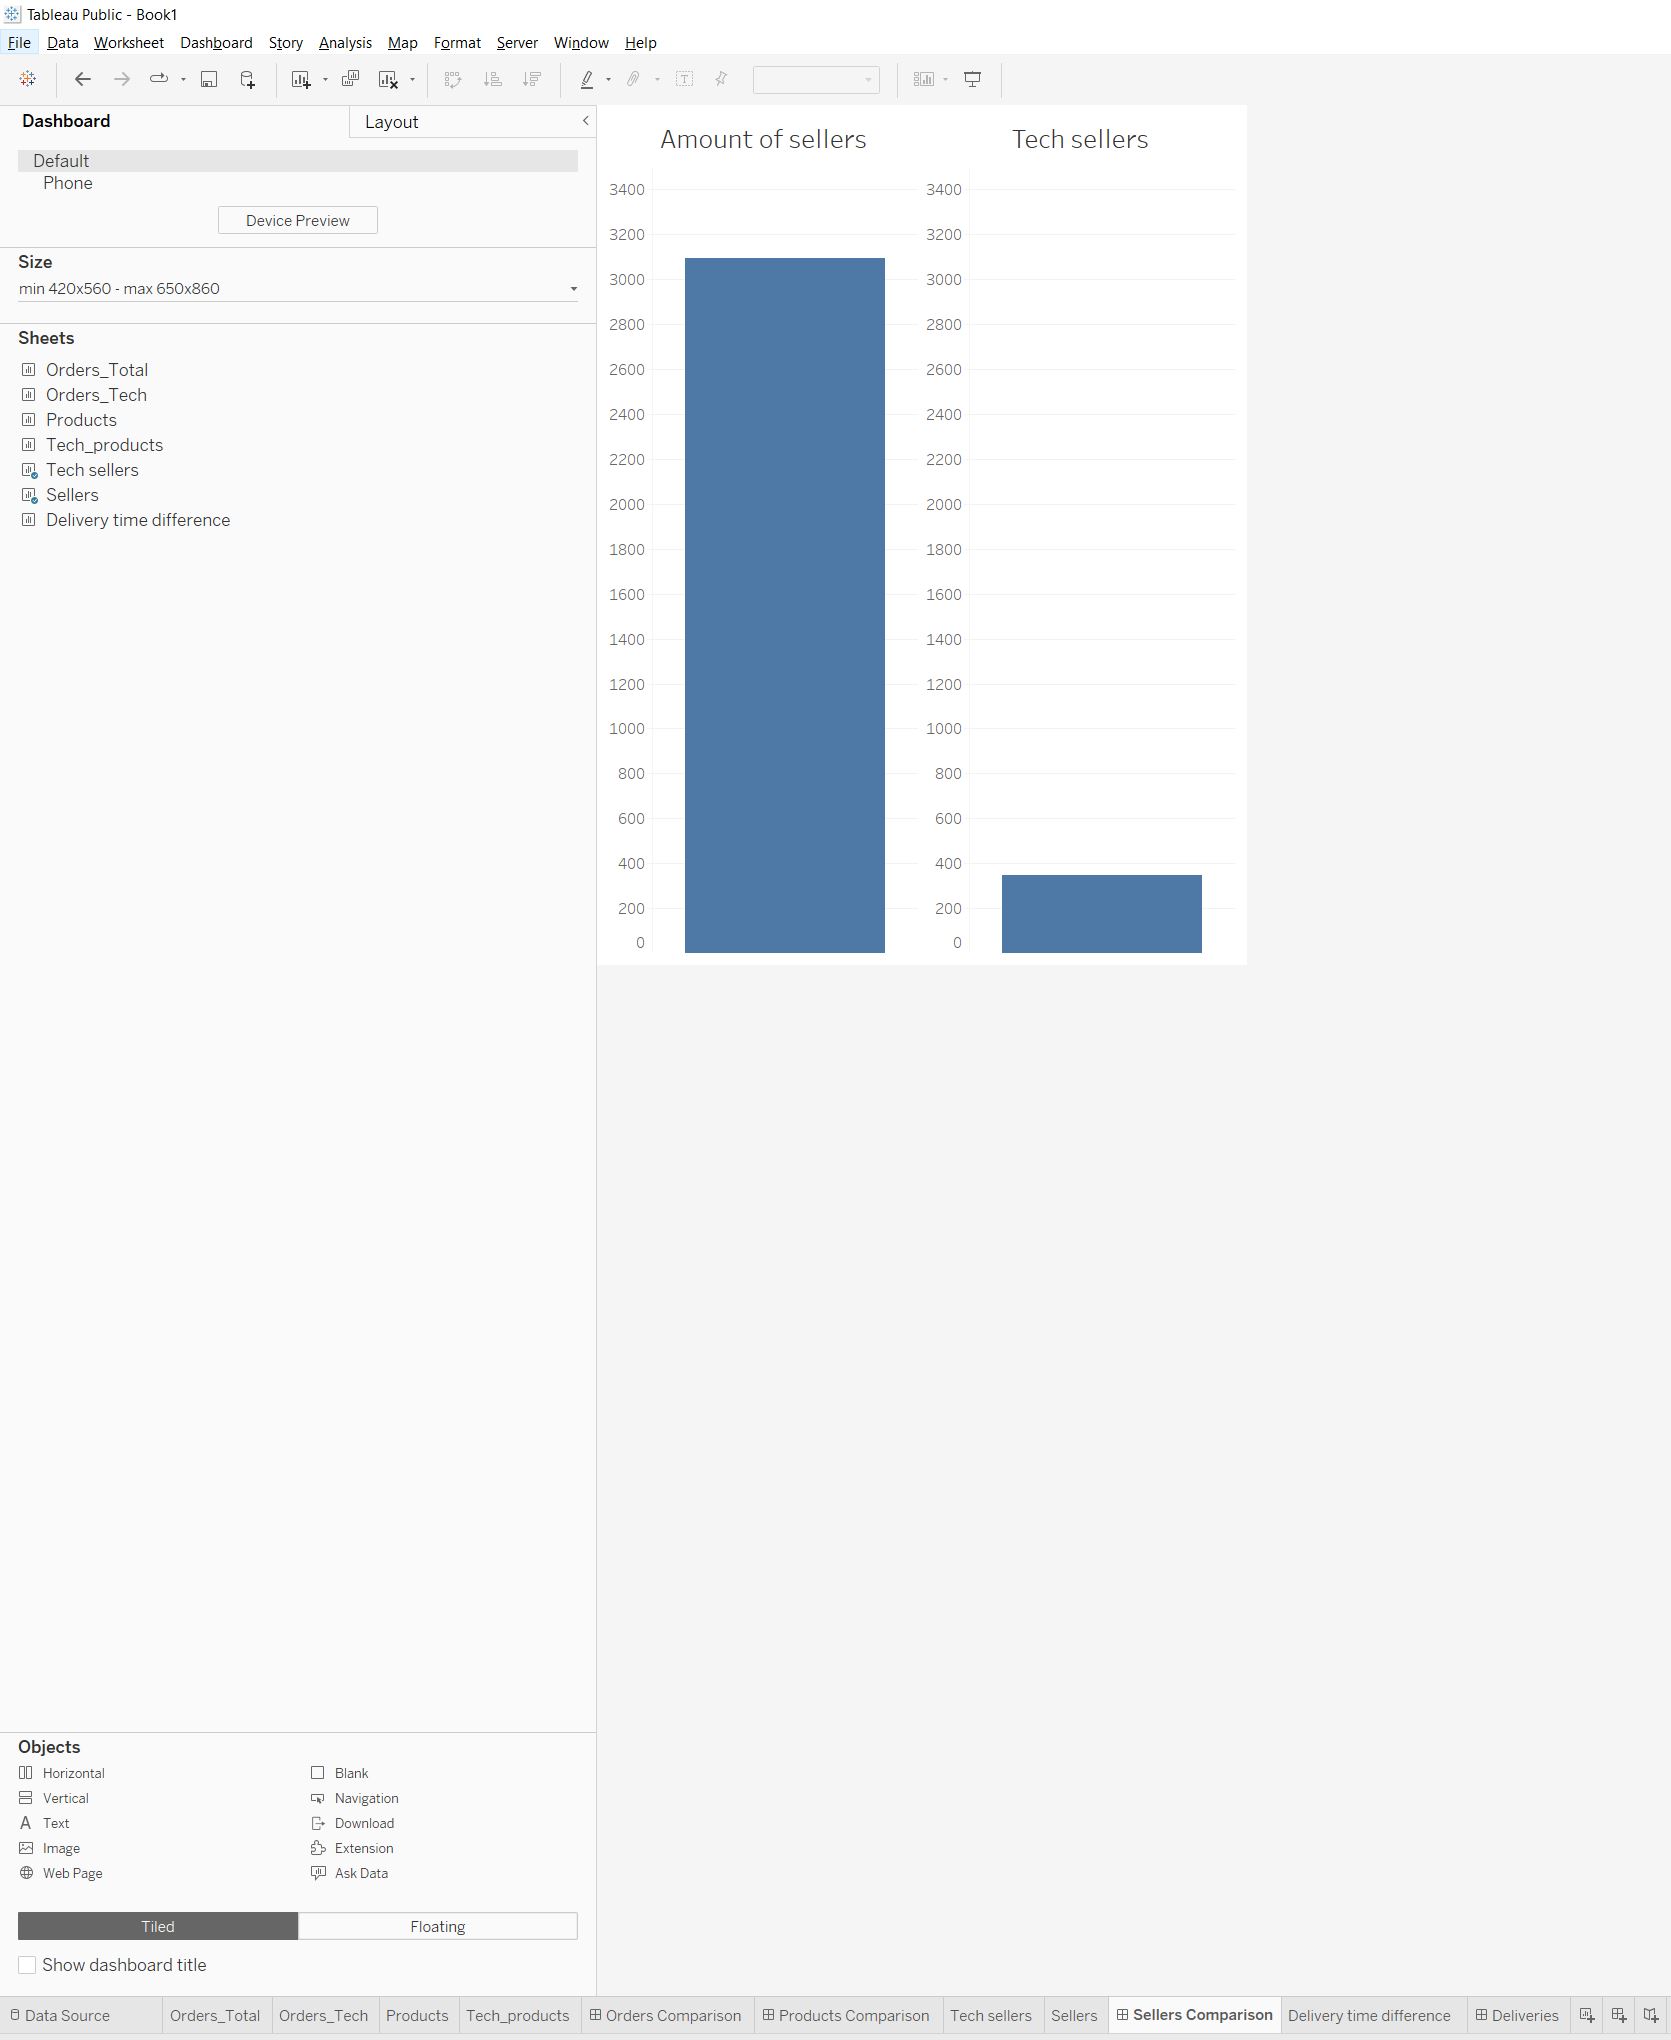 Tableau Public - Book1
File Data Worksheet Dashboard Story Analysis Map Format Server Window Help
Dashboard
Layout
Default
Phone
Device Preview
Size
min 420x560 - max 650x860
Sheets
Orders_Total
Orders_Tech
Products
Tech_products
Tech sellers
Sellers
Delivery time difference
Amount of sellers
3400
3200
3000
2800
2600
2400
2200
2000
1800
1600
1400
1200
1000
800
600
400
200
0
Tech sellers
3400
3200
3000
2800
2600
2400
2200
2000
1800
1600
1400
1200
1000
800
600
400
200
0
Objects
Horizontal
Vertical
Text
Image
Web Page
Blank
Navigation
Download
Extension
Ask Data
Tiled
Floating
Show dashboard title
Data Source Orders_Total Orders_Tech Products Tech_products Orders Comparison Products Comparison Tech sellers Sellers Sellers Comparison Delivery time difference Deliveries